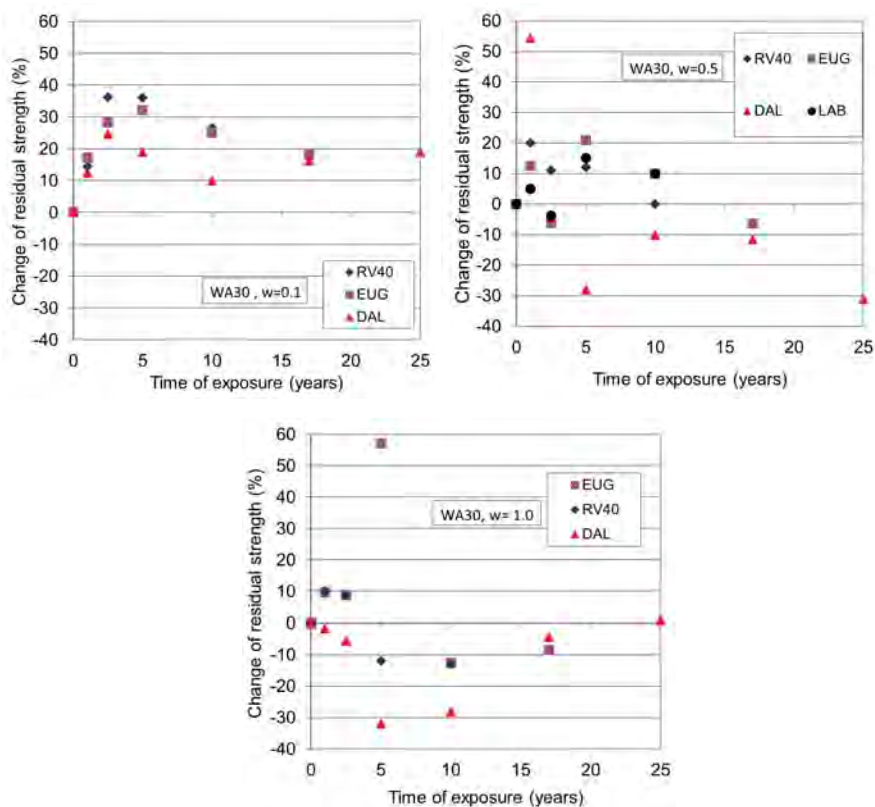 Change of residual strength (%)
60
50
40
30
20
10
0
-10
-20
-30
-40
0
5
10
15
20
25
Time of exposure (years)
WA30 , w=0.1
RV40
EUG
DAL
Change of residual strength (%)
60
50
40
30
20
10
0
-10
-20
-30
-40
0
5
10
15
20
25
Time of exposure (years)
WA30, w=0.5
RV40
EUG
DAL
LAB
Change of residual strength (%)
60
50
40
30
20
10
0
-10
-20
-30
-40
0
5
10
15
20
25
Time of exposure (years)
WA30, w= 1.0
EUG
RV40
DAL